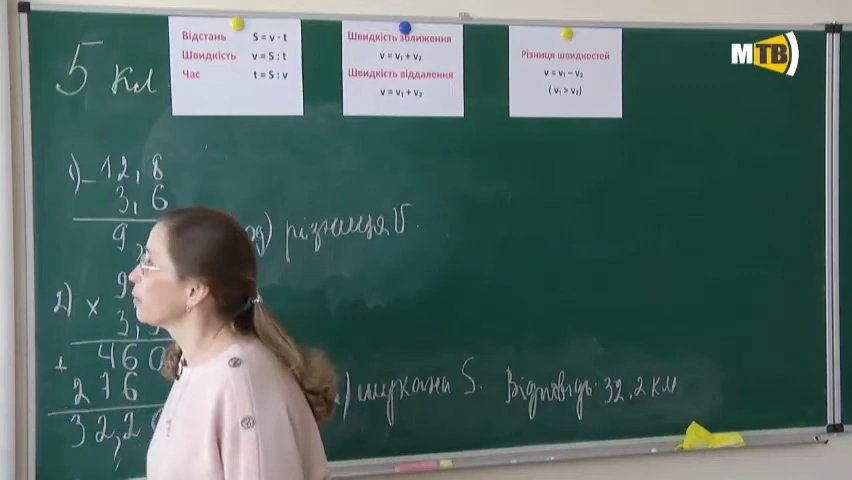 5 кл
Відстань S = v · t
Швидкість v = S : t
Час t = S : v
Швидкість зближення
v = v₁ + v₂
Швидкість віддалення
v = v₁ + v₂
Різниця швидкостей
v = v₁ − v₂
( v₁ > v₂)
МТВ
1) − 12,8
3,6
9,
) різниця V
2) × 9
3,
+ 460
276
32,2
) шукана S. Відповідь: 32,2 км